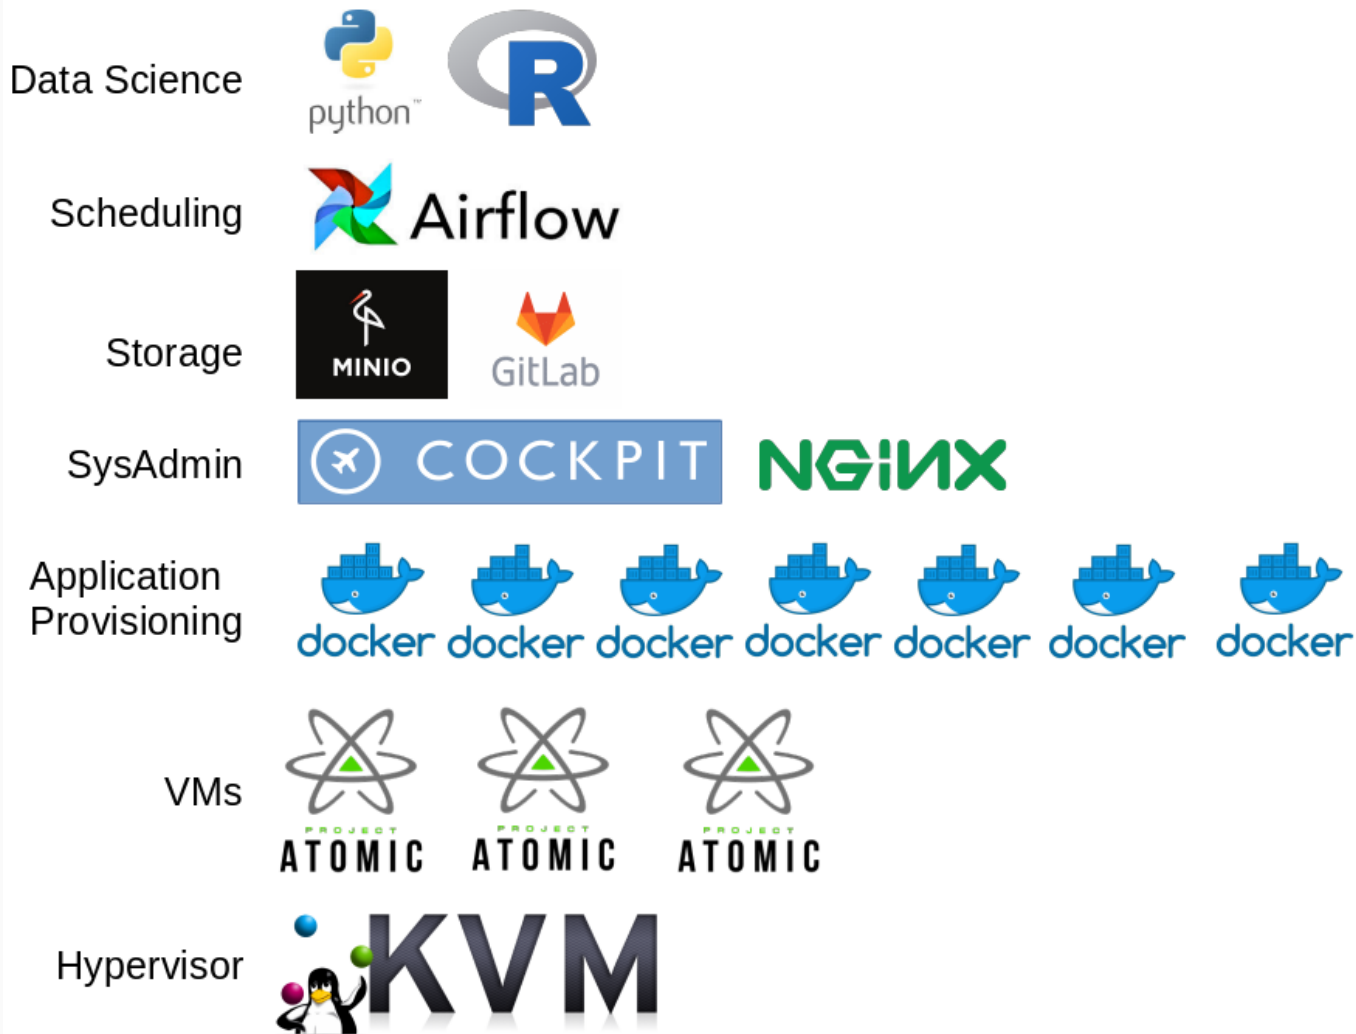 Data Science
python™
R
Scheduling
Airflow
Storage
MINIO
GitLab
SysAdmin
COCKPIT
NGINX
Application
Provisioning
docker docker docker docker docker docker docker
VMs
PROJECT PROJECT PROJECT
ATOMIC ATOMIC ATOMIC
Hypervisor
KVM